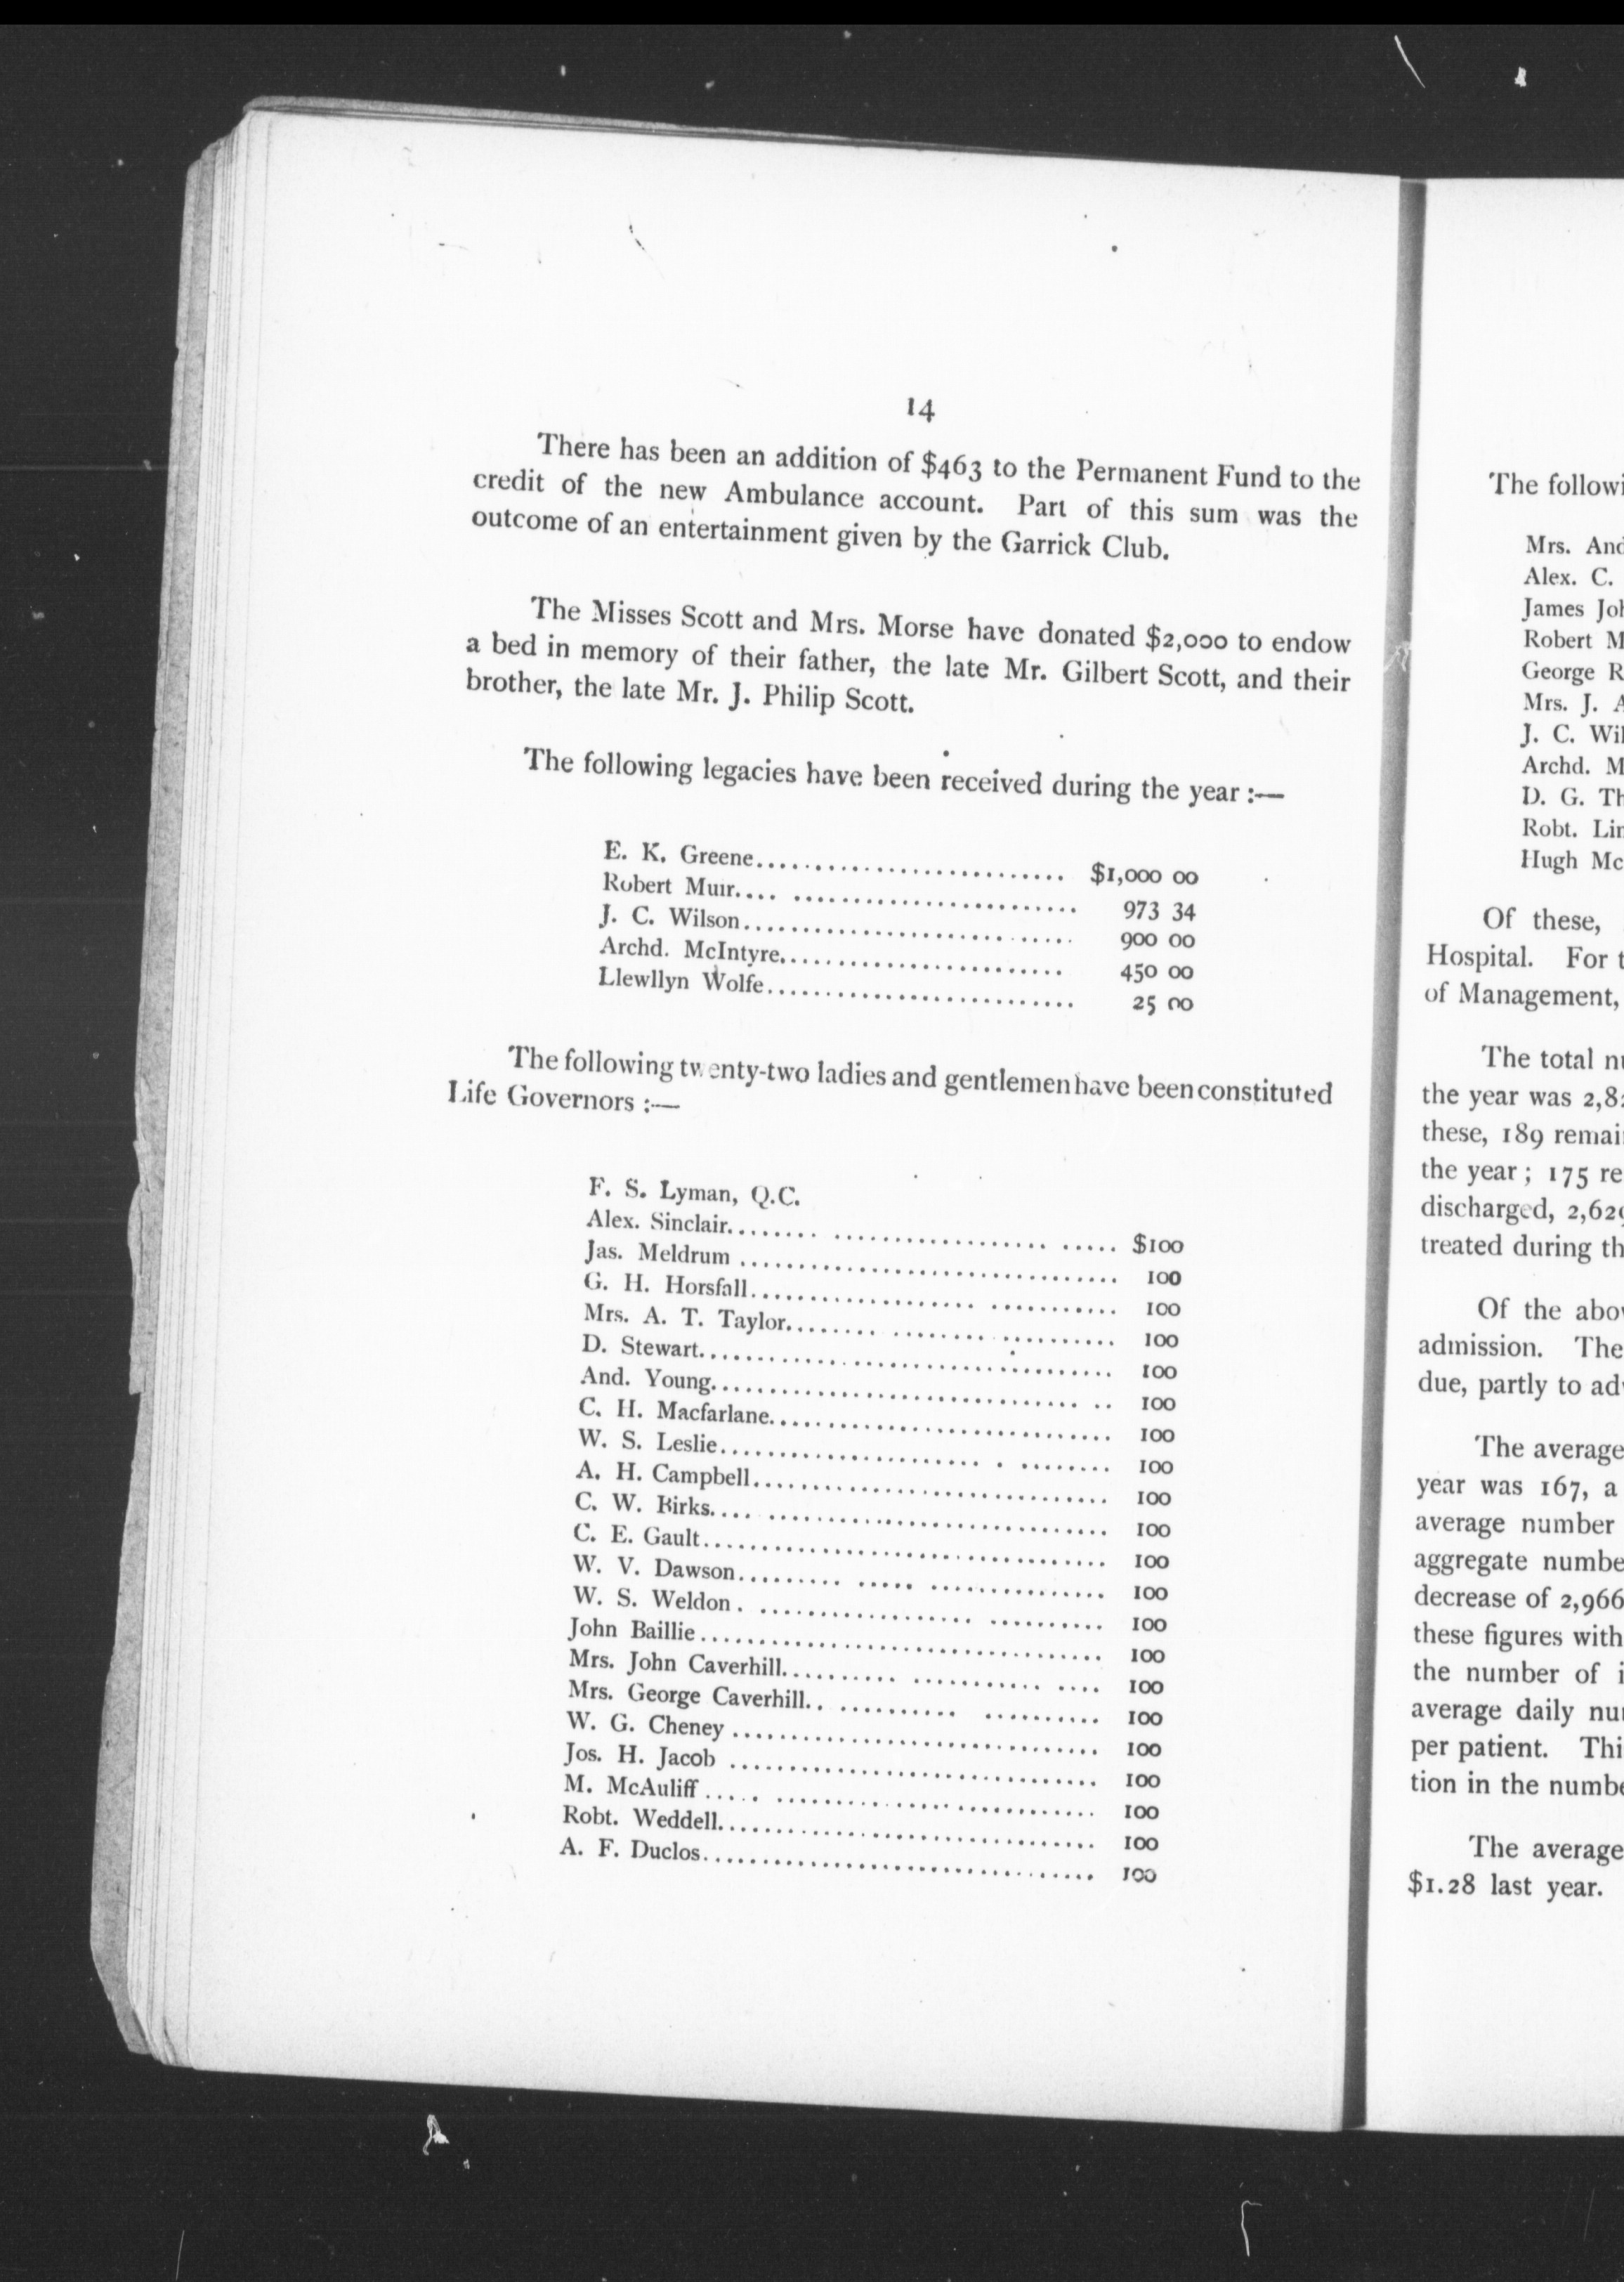 14
There has been an addition of $463 to the Permanent Fund to the
credit of the new Ambulance account. Part of this sum was the
outcome of an entertainment given by the Garrick Club.
The Misses Scott and Mrs. Morse have donated $2,000 to endow
a bed in memory of their father, the late Mr. Gilbert Scott, and their
brother, the late Mr. J. Philip Scott.
The following legacies have been received during the year :—
E. K. Greene........................... $1,000 00
Robert Muir........................... 973 34
J. C. Wilson........................... 900 00
Archd. McIntyre........................... 450 00
Llewllyn Wolfe........................... 25 00
The following twenty-two ladies and gentlemen have been constituted
Life Governors :—
F. S. Lyman, Q.C.
Alex. Sinclair........................... $100
Jas. Meldrum ........................... 100
G. H. Horsfall........................... 100
Mrs. A. T. Taylor........................... 100
D. Stewart........................... 100
And. Young........................... 100
C. H. Macfarlane........................... 100
W. S. Leslie........................... 100
A. H. Campbell........................... 100
C. W. Birks........................... 100
C. E. Gault........................... 100
W. V. Dawson........................... 100
W. S. Weldon........................... 100
John Baillie........................... 100
Mrs. John Caverhill........................... 100
Mrs. George Caverhill........................... 100
W. G. Cheney ........................... 100
Jos. H. Jacob ........................... 100
M. McAuliff ........................... 100
Robt. Weddell........................... 100
A. F. Duclos........................... 100
The followi
Mrs. And
Alex. C.
James Joh
Robert M
George R
Mrs. J. A
J. C. Wil
Archd. M
D. G. Th
Robt. Lin
Hugh Mc
Of these,
Hospital. For t
of Management,
The total nu
the year was 2,8
these, 189 remai
the year ; 175 re
discharged, 2,62
treated during th
Of the abov
admission. The
due, partly to ad
The average
year was 167, a
average number
aggregate numbe
decrease of 2,966
these figures with
the number of i
average daily nu
per patient. Thi
tion in the numbe
The average
$1.28 last year.